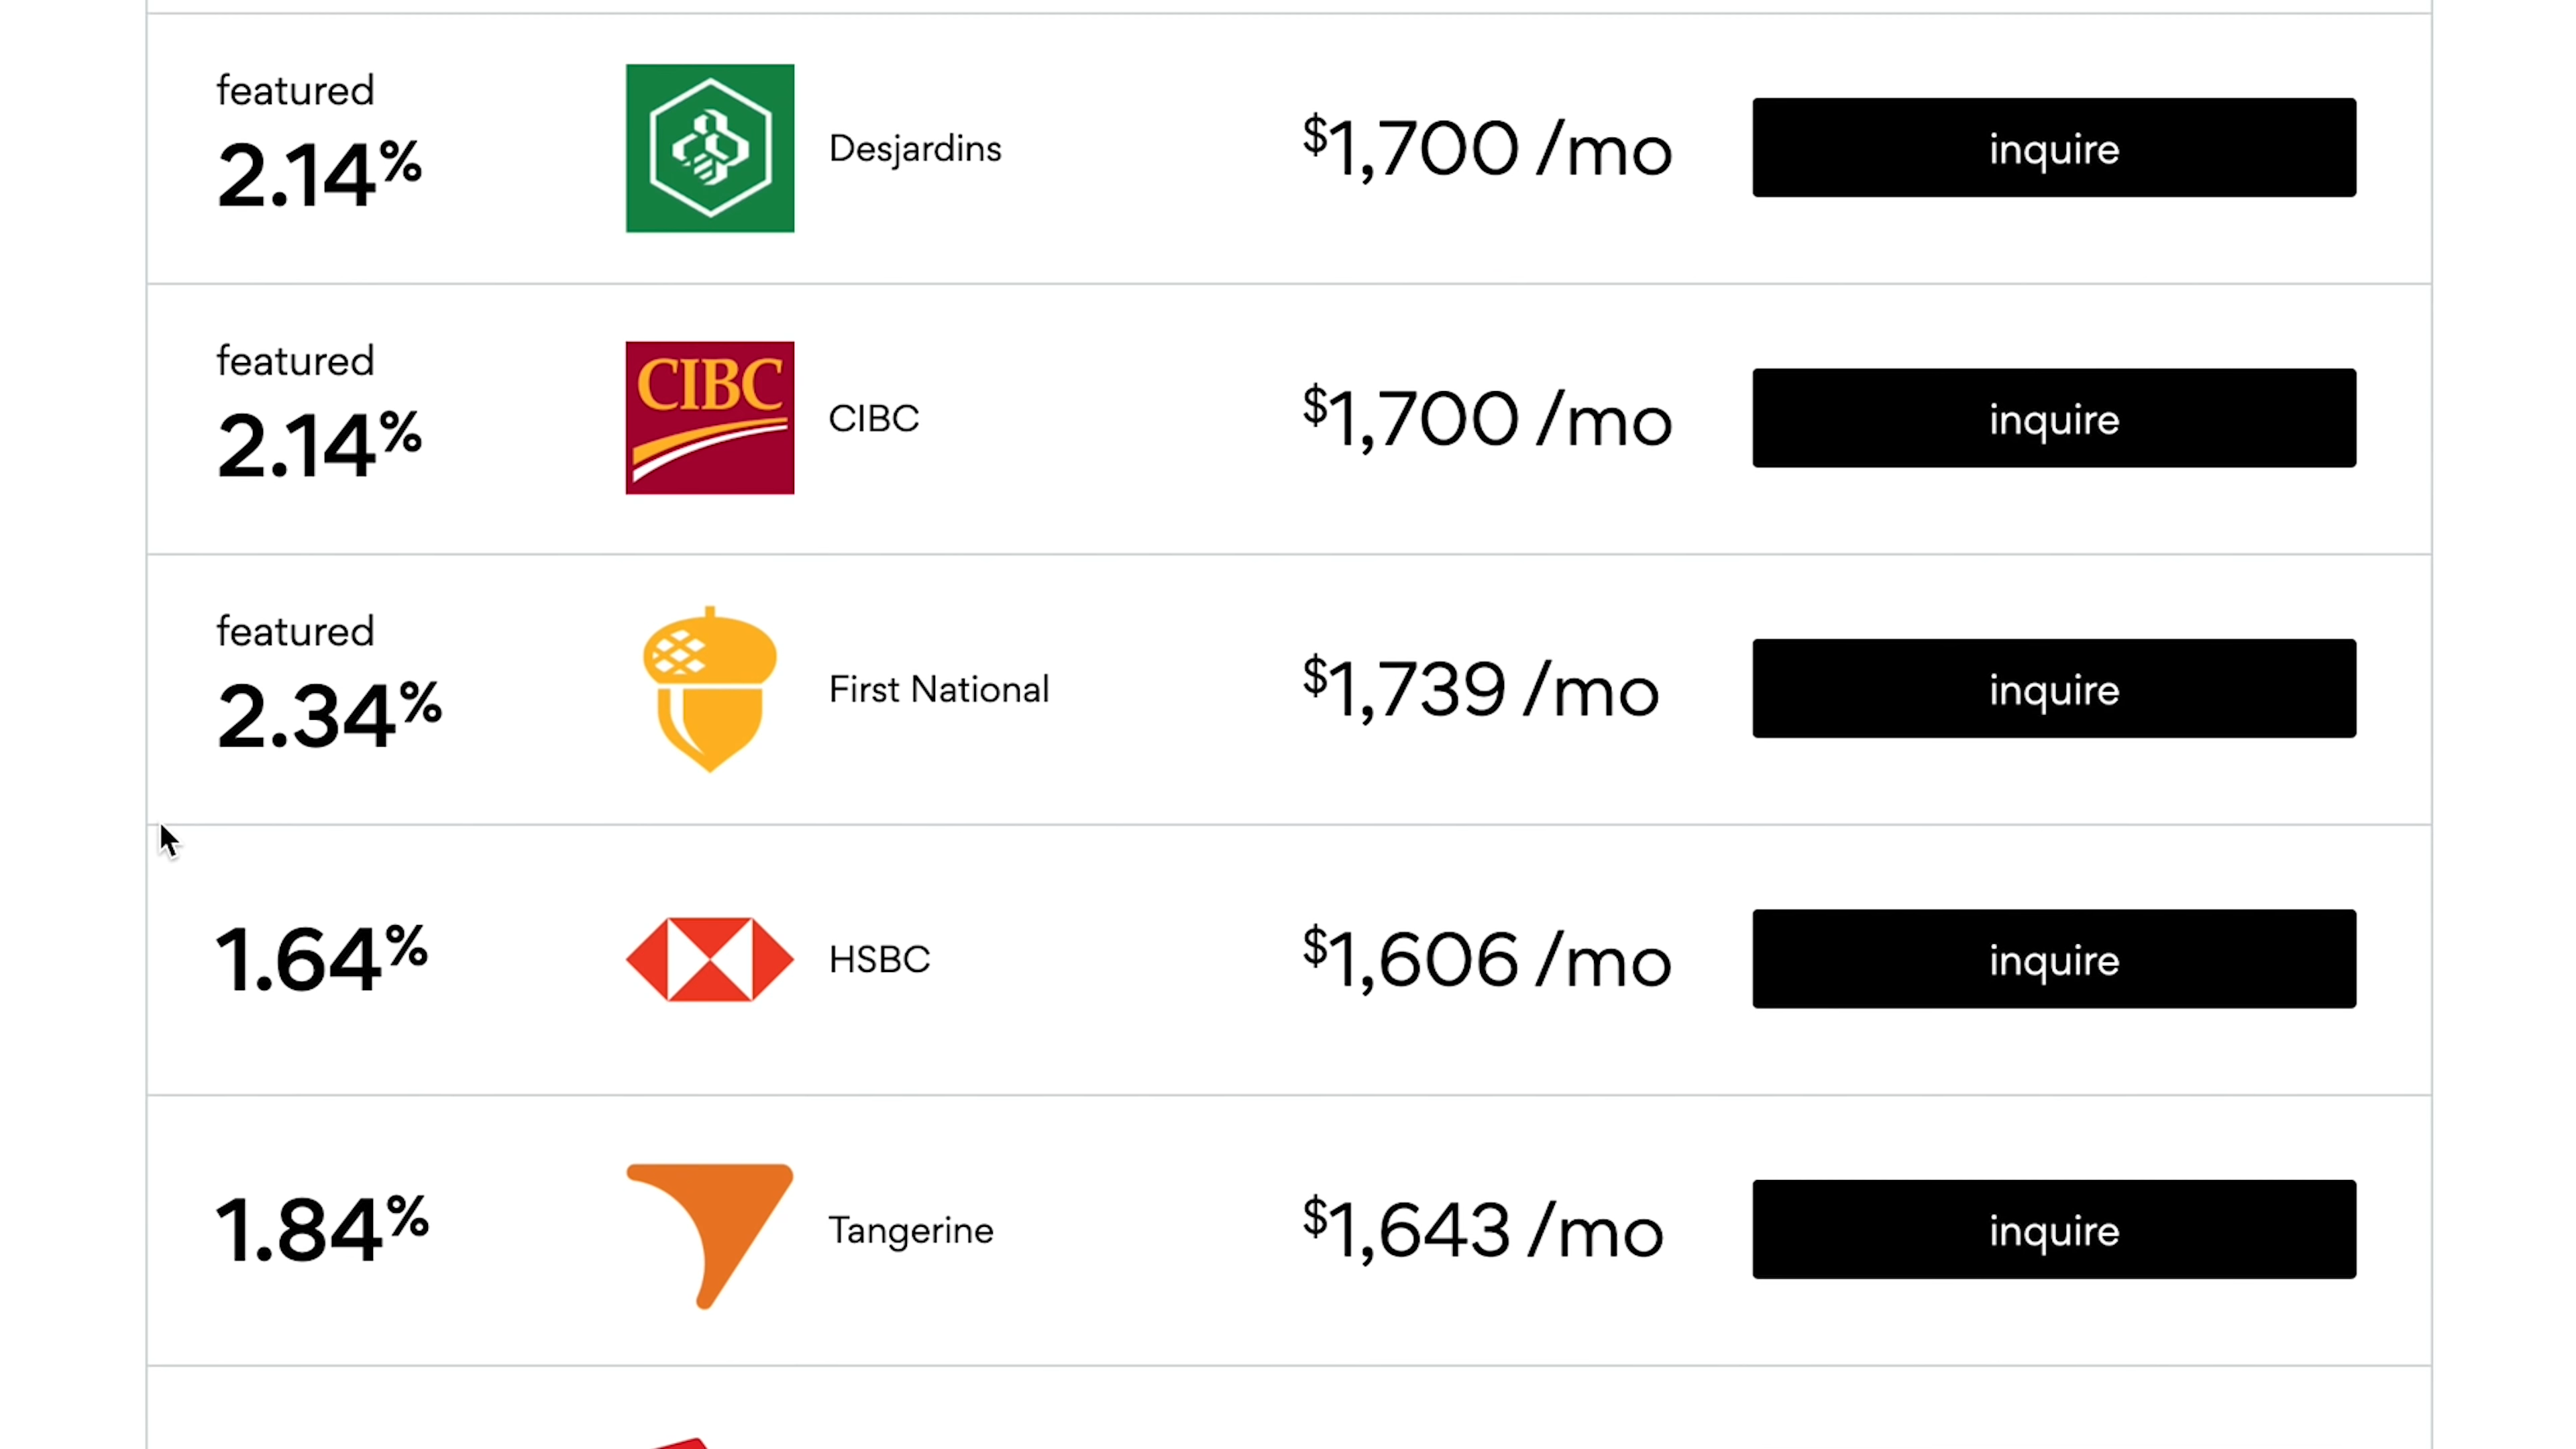 featured
2.14%
Desjardins
$1,700 /mo
inquire
featured
2.14%
CIBC
CIBC
$1,700 /mo
inquire
featured
2.34%
First National
$1,739 /mo
inquire
1.64%
HSBC
$1,606 /mo
inquire
1.84%
Tangerine
$1,643 /mo
inquire